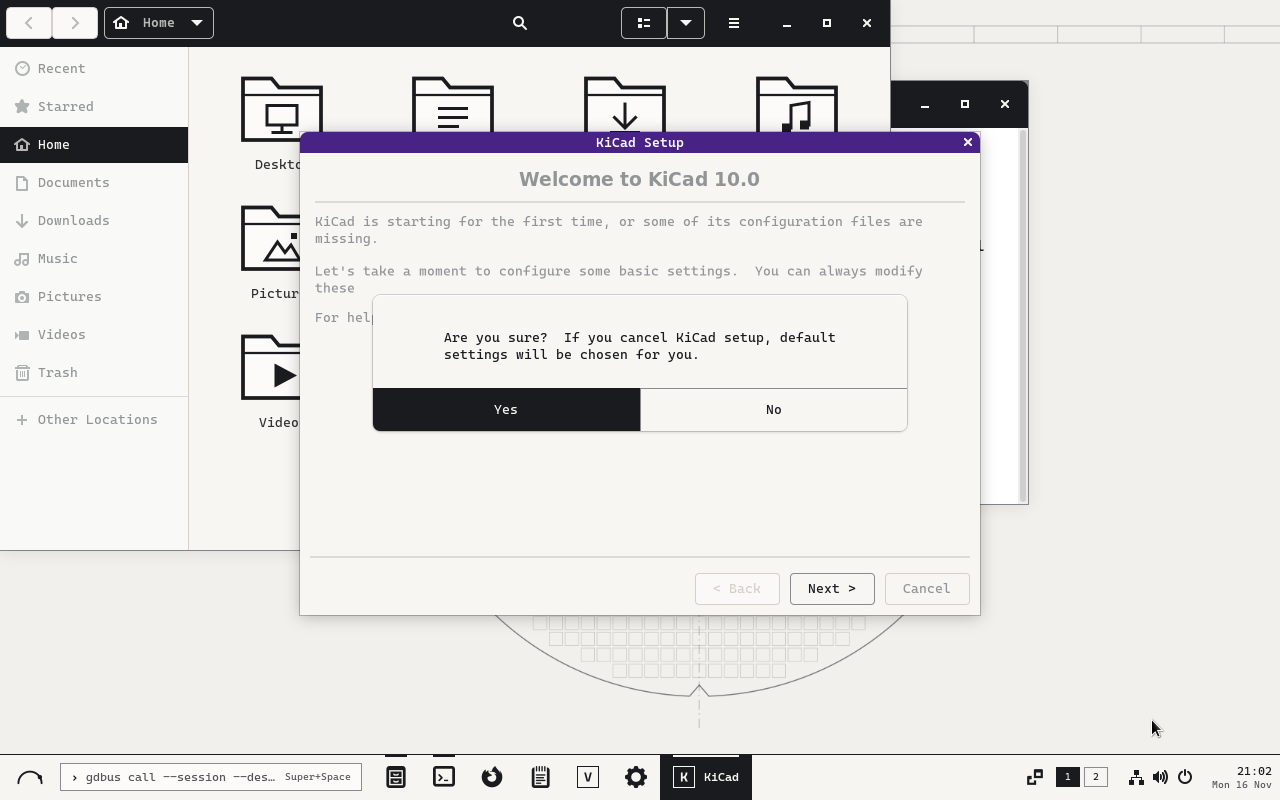 Home
Recent
Starred
Home
Documents
Downloads
Music
Pictures
Videos
Trash
Other Locations
KiCad Setup
Welcome to KiCad 10.0
KiCad is starting for the first time, or some of its configuration files are
missing.
Let's take a moment to configure some basic settings.  You can always modify
these
For help
Are you sure?  If you cancel KiCad setup, default
settings will be chosen for you.
Yes
No
< Back
Next >
Cancel
› gdbus call --session --des… Super+Space
V
K KiCad
1
2
21:02
Mon 16 Nov